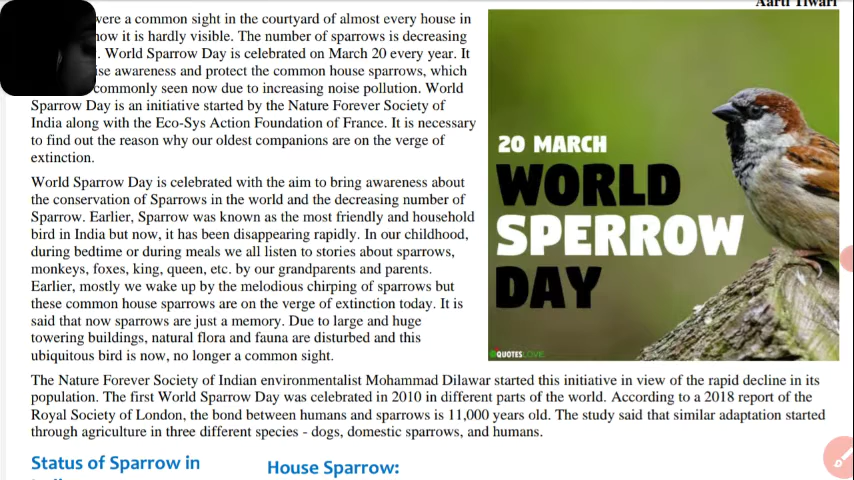 Aarti Tiwari
were a common sight in the courtyard of almost every house in
now it is hardly visible. The number of sparrows is decreasing
. World Sparrow Day is celebrated on March 20 every year. It
awareness and protect the common house sparrows, which
commonly seen now due to increasing noise pollution. World
Sparrow Day is an initiative started by the Nature Forever Society of
India along with the Eco-Sys Action Foundation of France. It is necessary
to find out the reason why our oldest companions are on the verge of
extinction.
World Sparrow Day is celebrated with the aim to bring awareness about
the conservation of Sparrows in the world and the decreasing number of
Sparrow. Earlier, Sparrow was known as the most friendly and household
bird in India but now, it has been disappearing rapidly. In our childhood,
during bedtime or during meals we all listen to stories about sparrows,
monkeys, foxes, king, queen, etc. by our grandparents and parents.
Earlier, mostly we wake up by the melodious chirping of sparrows but
these common house sparrows are on the verge of extinction today. It is
said that now sparrows are just a memory. Due to large and huge
towering buildings, natural flora and fauna are disturbed and this
ubiquitous bird is now, no longer a common sight.
20 MARCH
WORLD
SPERROW
DAY
QUOTESLOVE
The Nature Forever Society of Indian environmentalist Mohammad Dilawar started this initiative in view of the rapid decline in its
population. The first World Sparrow Day was celebrated in 2010 in different parts of the world. According to a 2018 report of the
Royal Society of London, the bond between humans and sparrows is 11,000 years old. The study said that similar adaptation started
through agriculture in three different species - dogs, domestic sparrows, and humans.
Status of Sparrow in
House Sparrow: